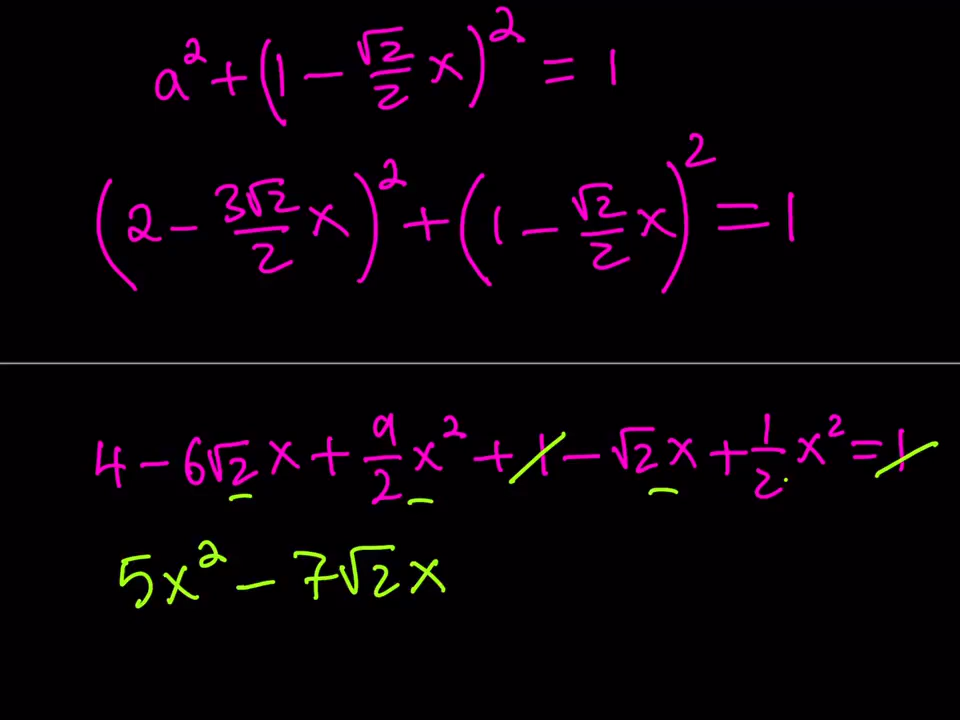 a² + (1 − √2/2 x)² = 1
(2 − 3√2/2 x)² + (1 − √2/2 x)² = 1
4 − 6√2 x + 9/2 x² + 1 − √2 x + 1/2 x² = 1
5x² − 7√2 x